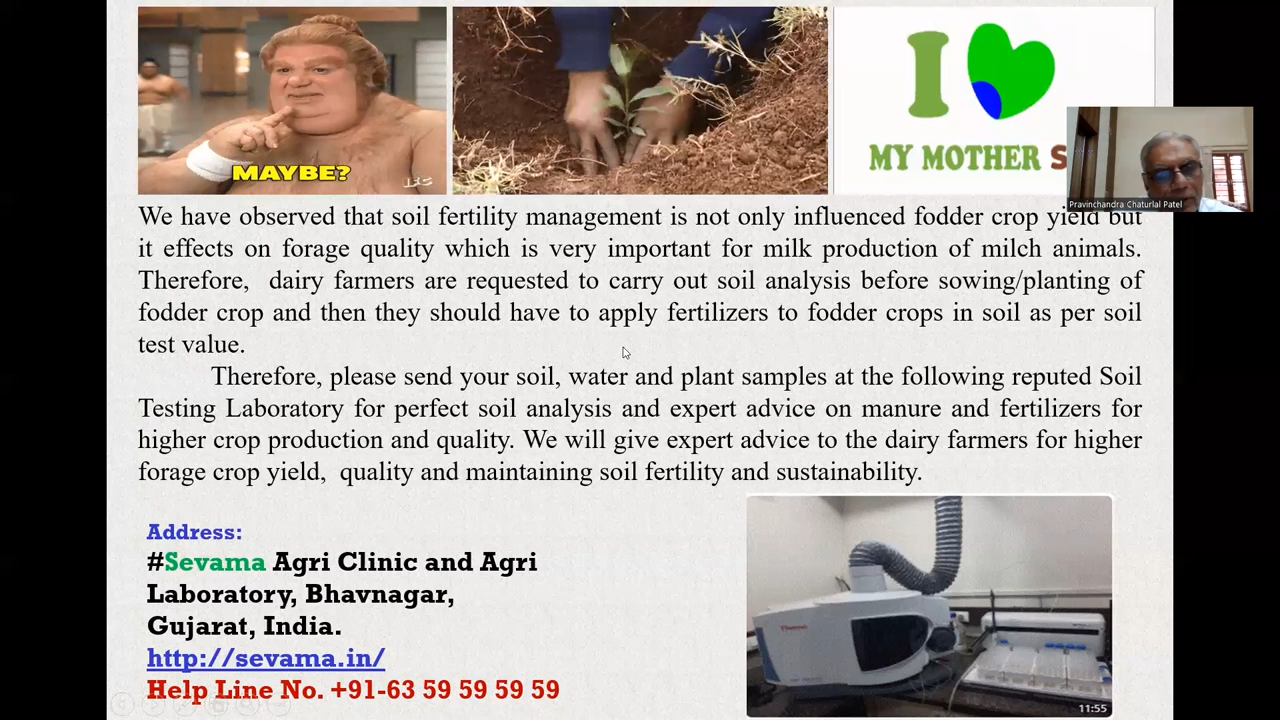 MAYBE?
IFC
I
MY MOTHER S
Pravinchandra Chaturlal Patel
We have observed that soil fertility management is not only influenced fodder crop yield but
it effects on forage quality which is very important for milk production of milch animals.
Therefore, dairy farmers are requested to carry out soil analysis before sowing/planting of
fodder crop and then they should have to apply fertilizers to fodder crops in soil as per soil
test value.
Therefore, please send your soil, water and plant samples at the following reputed Soil
Testing Laboratory for perfect soil analysis and expert advice on manure and fertilizers for
higher crop production and quality. We will give expert advice to the dairy farmers for higher
forage crop yield, quality and maintaining soil fertility and sustainability.
Address:
#Sevama Agri Clinic and Agri
Laboratory, Bhavnagar,
Gujarat, India.
http://sevama.in/
Help Line No. +91-63 59 59 59 59
11:55